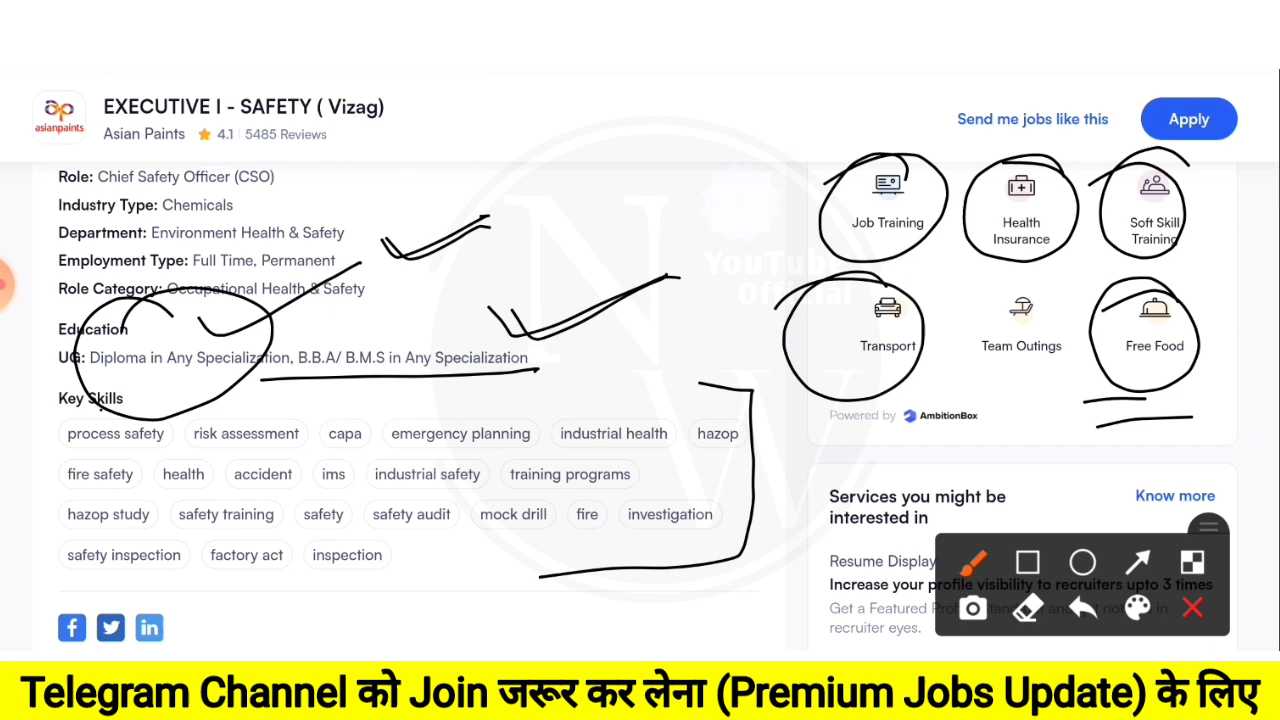 EXECUTIVE I - SAFETY ( Vizag)
asianpaints
Asian Paints 4.1 5485 Reviews
Send me jobs like this
Apply
Role: Chief Safety Officer (CSO)
Industry Type: Chemicals
Department: Environment Health & Safety
Employment Type: Full Time, Permanent
Role Category: Occupational Health & Safety
Education
UG: Diploma in Any Specialization, B.B.A/ B.M.S in Any Specialization
Key Skills
process safety risk assessment capa emergency planning industrial health hazop
fire safety health accident ims industrial safety training programs
hazop study safety training safety safety audit mock drill fire investigation
safety inspection factory act inspection
Job Training
Health Insurance
Soft Skill Training
Transport
Team Outings
Free Food
Powered by AmbitionBox
Services you might be
interested in
Know more
Resume Display
Increase your profile visibility to recruiters upto 3 times
Get a Featured
recruiter eyes.
N
W
YouTube
Official
Telegram Channel को Join जरूर कर लेना (Premium Jobs Update) के लिए